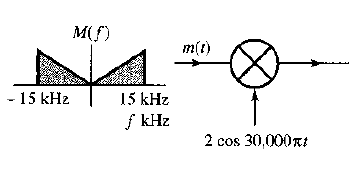 M(f)
m(t)
– 15 kHz
15 kHz
f kHz
2 cos 30,000πt